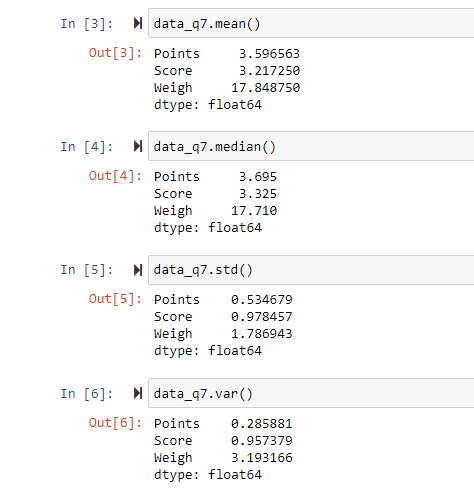 In [3]: data_q7.mean()
Out[3]: Points 3.596563
Score 3.217250
Weigh 17.848750
dtype: float64
In [4]: data_q7.median()
Out[4]: Points 3.695
Score 3.325
Weigh 17.710
dtype: float64
In [5]: data_q7.std()
Out[5]: Points 0.534679
Score 0.978457
Weigh 1.786943
dtype: float64
In [6]: data_q7.var()
Out[6]: Points 0.285881
Score 0.957379
Weigh 3.193166
dtype: float64